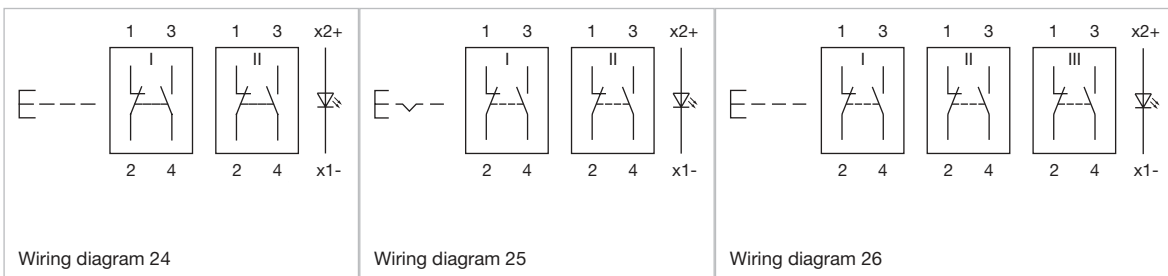 1 3 1 3 x2+
I II
2 4 2 4 x1-
Wiring diagram 24
1 3 1 3 x2+
I II
2 4 2 4 x1-
Wiring diagram 25
1 3 1 3 1 3 x2+
I II III
2 4 2 4 2 4 x1-
Wiring diagram 26